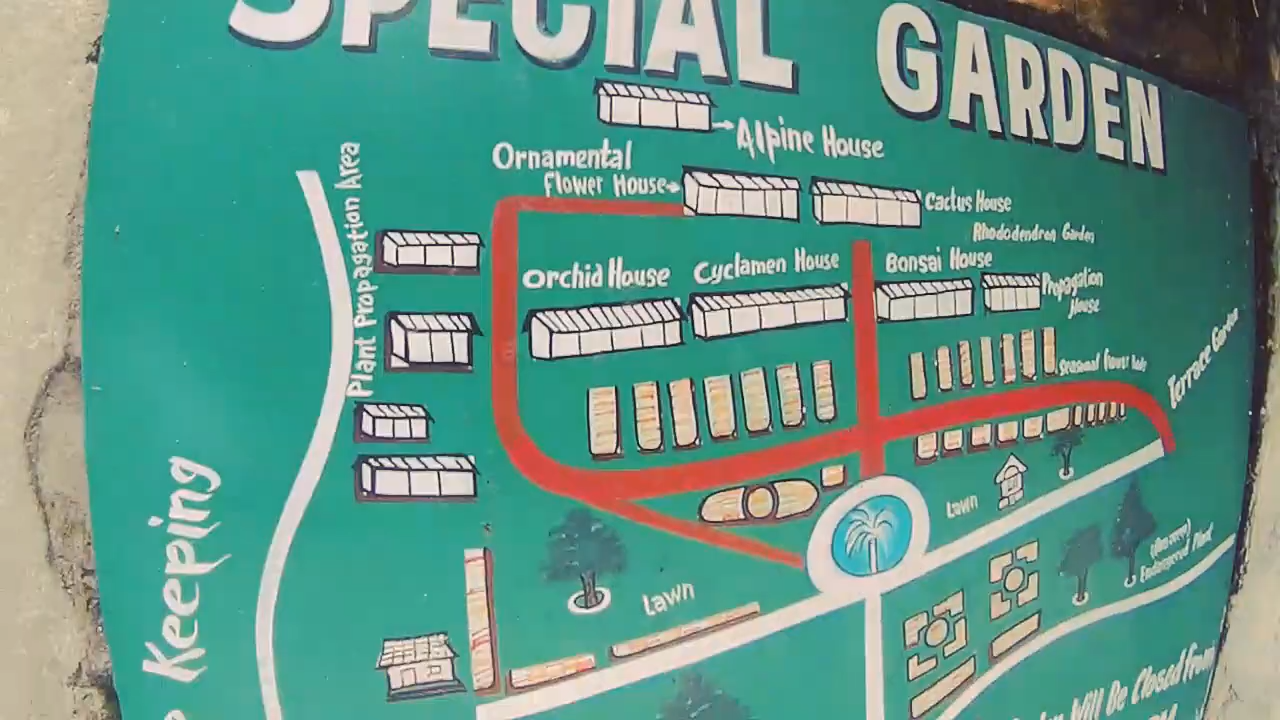 SPECIAL GARDEN
Alpine House
Ornamental
Flower House
Cactus House
Rhododendron Garden
Plant Propagation Area
Orchid House
Cyclamen House
Bonsai House
Propagation
House
Seasonal flower beds
Terrace Garden
Lawn
Endangered Plant
Lawn
Keeping
Will Be Closed from